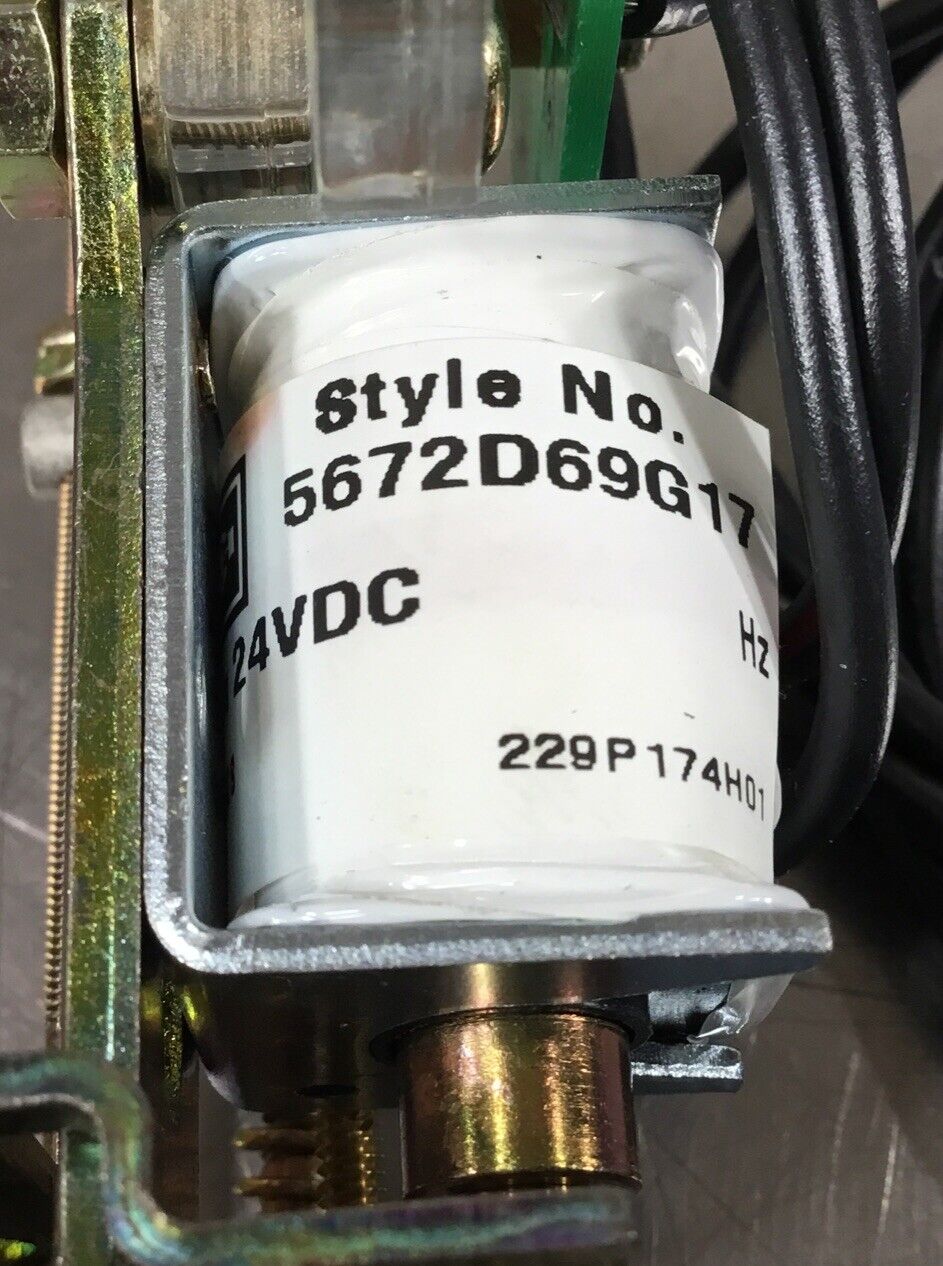 Style No.
5672D69G17
24VDC Hz
229P174H01